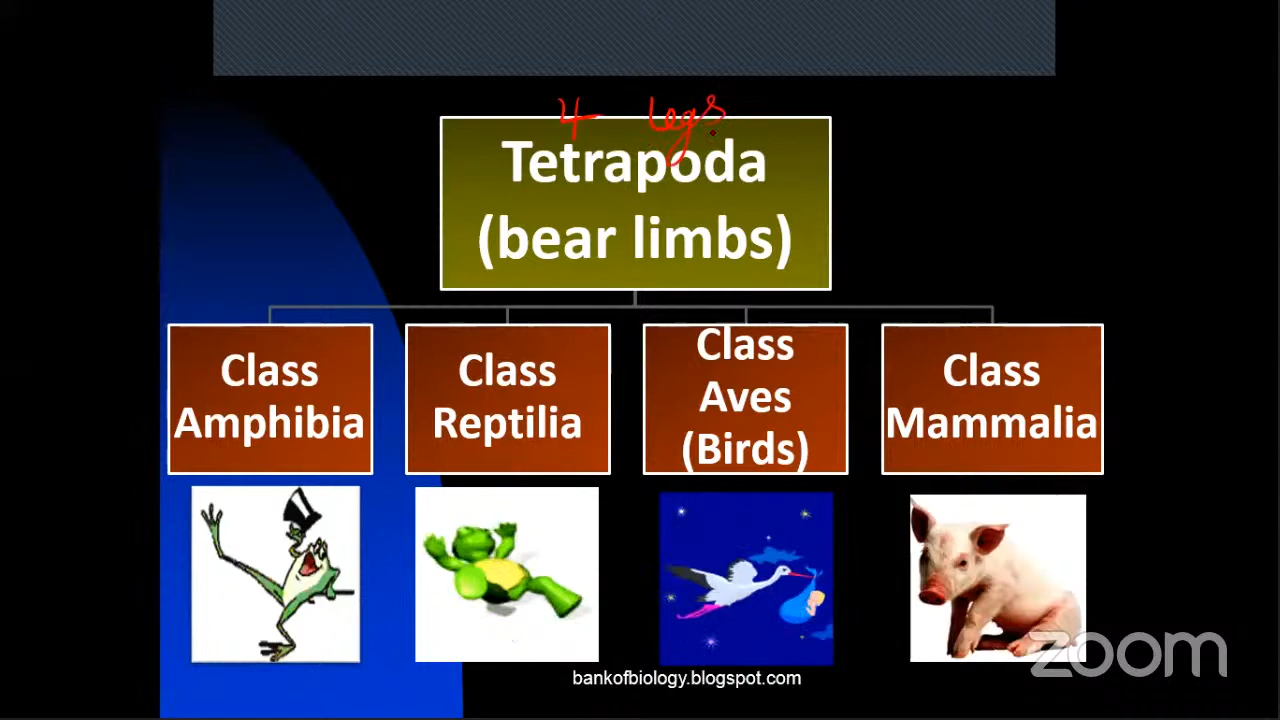 4 legs
Tetrapoda
(bear limbs)
Class
Amphibia
Class
Reptilia
Class
Aves
(Birds)
Class
Mammalia
zoom
bankofbiology.blogspot.com